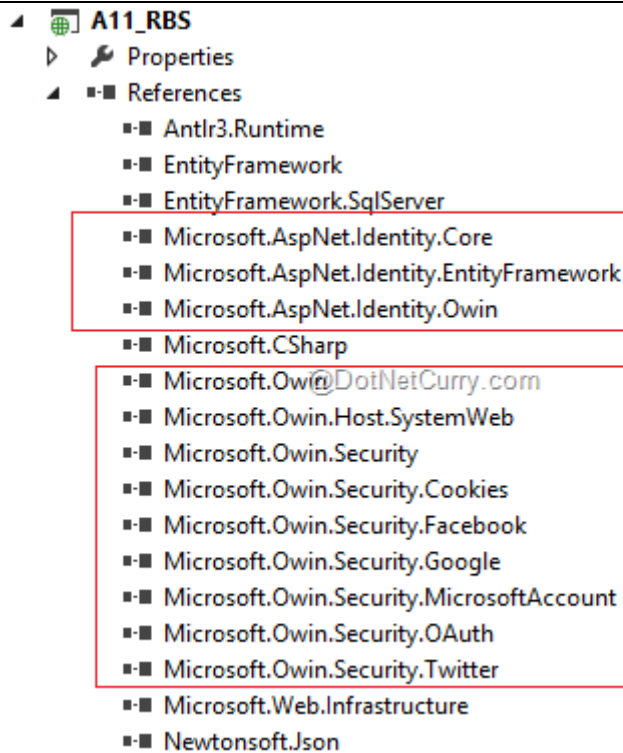 A11_RBS
Properties
References
Antlr3.Runtime
EntityFramework
EntityFramework.SqlServer
Microsoft.AspNet.Identity.Core
Microsoft.AspNet.Identity.EntityFramework
Microsoft.AspNet.Identity.Owin
Microsoft.CSharp
Microsoft.Owin @DotNetCurry.com
Microsoft.Owin.Host.SystemWeb
Microsoft.Owin.Security
Microsoft.Owin.Security.Cookies
Microsoft.Owin.Security.Facebook
Microsoft.Owin.Security.Google
Microsoft.Owin.Security.MicrosoftAccount
Microsoft.Owin.Security.OAuth
Microsoft.Owin.Security.Twitter
Microsoft.Web.Infrastructure
Newtonsoft.Json